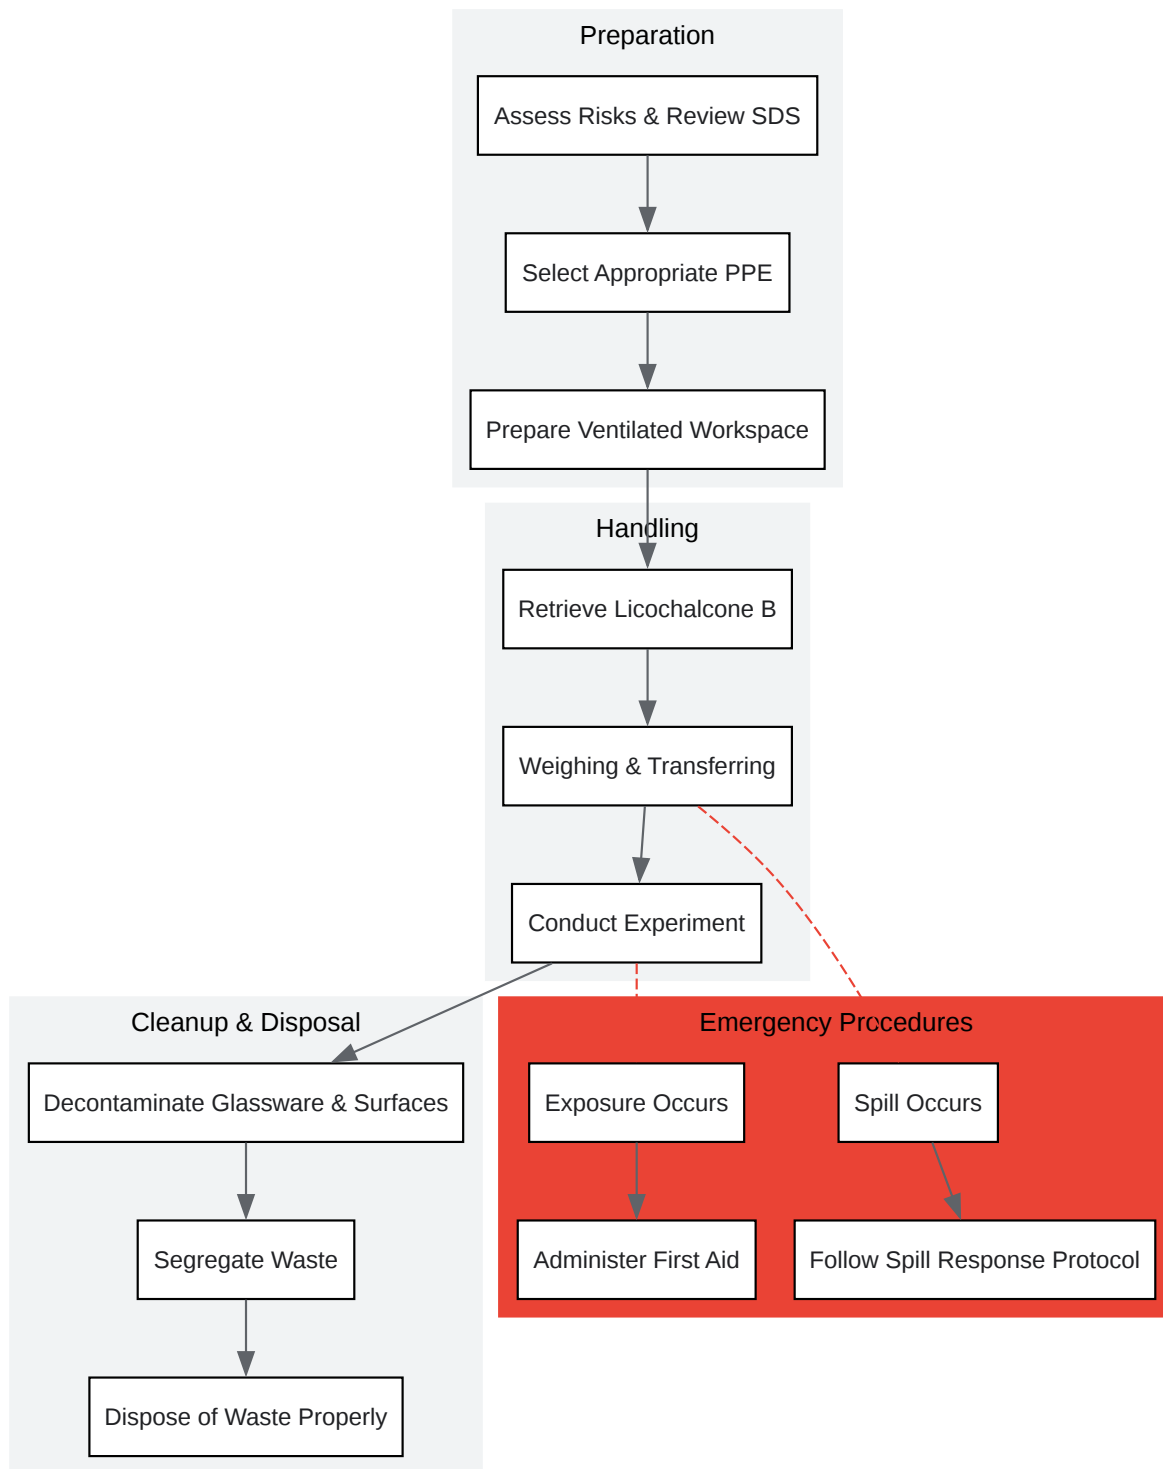 Preparation
Assess Risks & Review SDS
Select Appropriate PPE
Prepare Ventilated Workspace
Handling
Retrieve Licochalcone B
Weighing & Transferring
Conduct Experiment
Cleanup & Disposal
Decontaminate Glassware & Surfaces
Segregate Waste
Dispose of Waste Properly
Emergency Procedures
Exposure Occurs
Spill Occurs
Administer First Aid
Follow Spill Response Protocol